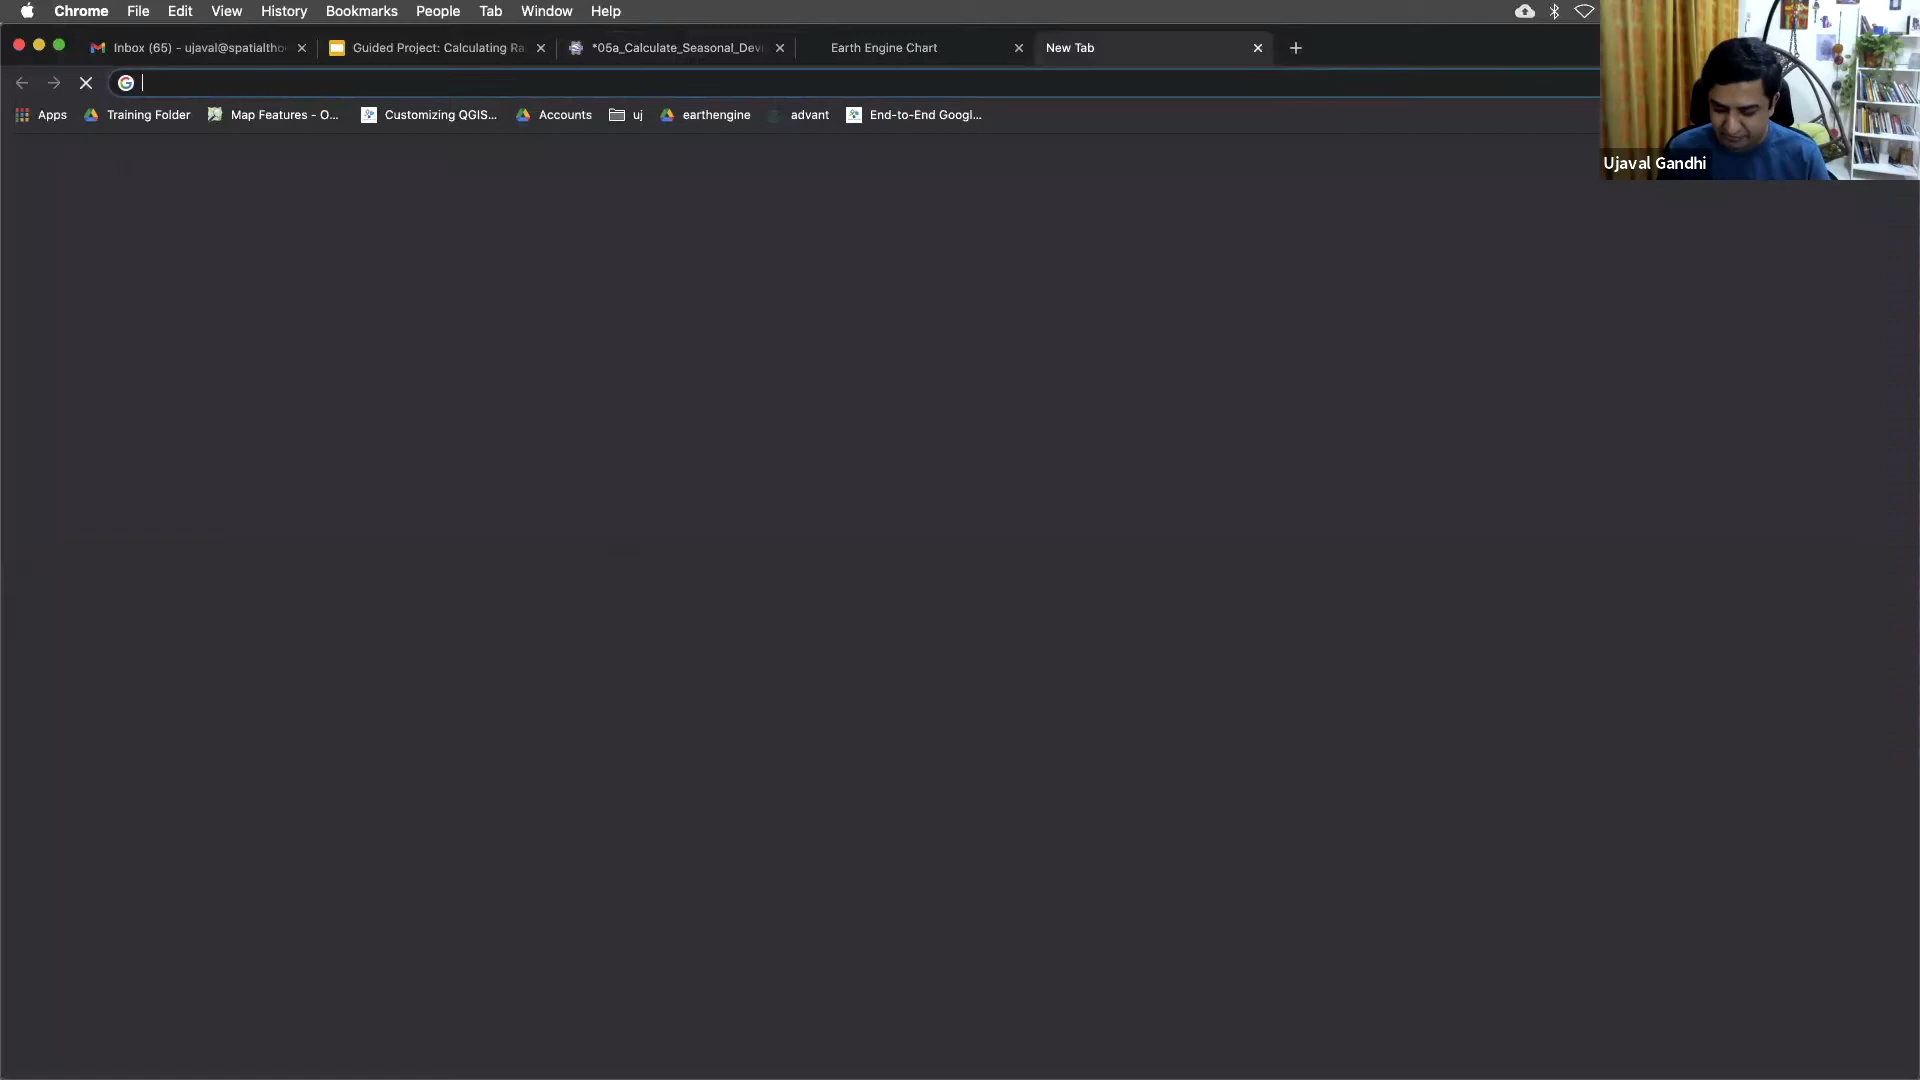 Chrome File Edit View History Bookmarks People Tab Window Help
Inbox (65) - ujaval@spatialtho Guided Project: Calculating Ra *05a_Calculate_Seasonal_Dev Earth Engine Chart New Tab
Apps Training Folder Map Features - O... Customizing QGIS... Accounts uj earthengine advant End-to-End Googl...
Ujaval Gandhi